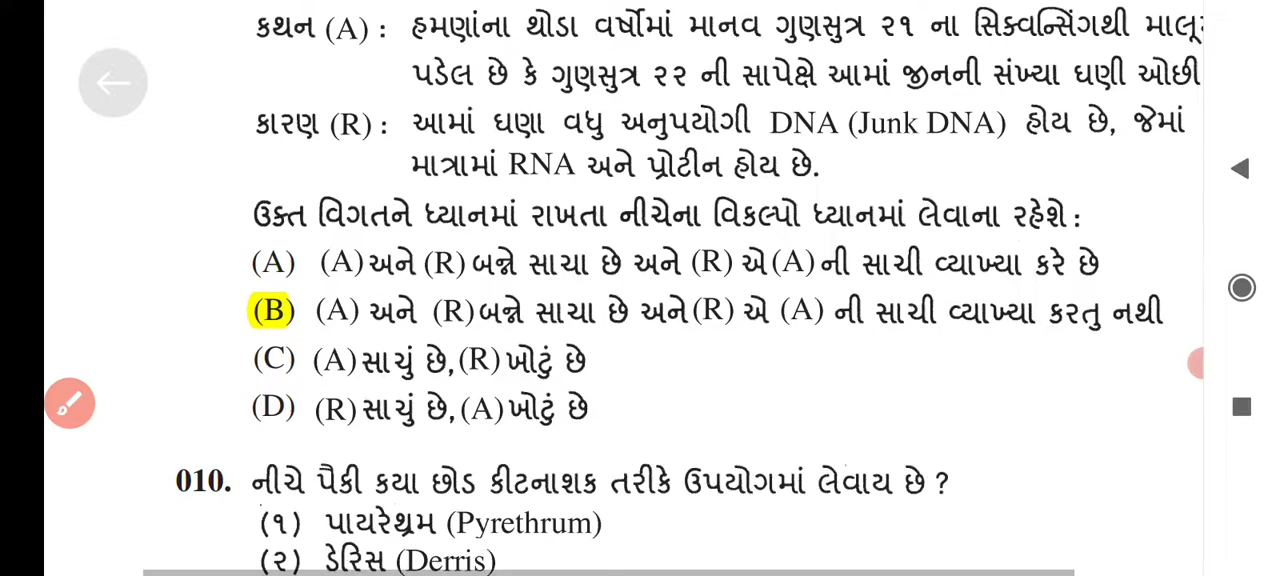 કથન (A) : હમણાંના થોડા વર્ષોમાં માનવ ગુણસુત્ર ૨૧ ના સિક્વન્સિંગથી
પડેલ છે કે ગુણસુત્ર ૨૨ ની સાપેક્ષે આમાં જીનની સંખ્યા ઘણી ઓછી
કારણ (R) : આમાં ઘણા વધુ અનુપયોગી DNA (Junk DNA) હોય છે, જેમાં
માત્રામાં RNA અને પ્રોટીન હોય છે.
ઉક્ત વિગતને ધ્યાનમાં રાખતા નીચેના વિકલ્પો ધ્યાનમાં લેવાના રહેશે :
(A) (A) અને (R) બન્ને સાચા છે અને (R) એ (A) ની સાચી વ્યાખ્યા કરે છે
(B) (A) અને (R) બન્ને સાચા છે અને (R) એ (A) ની સાચી વ્યાખ્યા કરતુ નથી
(C) (A) સાચું છે, (R) ખોટું છે
(D) (R) સાચું છે, (A) ખોટું છે
010. નીચે પૈકી કયા છોડ કીટનાશક તરીકે ઉપયોગમાં લેવાય છે ?
(૧) પાયરેથ્રમ (Pyrethrum)
(૨) ડેરિસ (Derris)